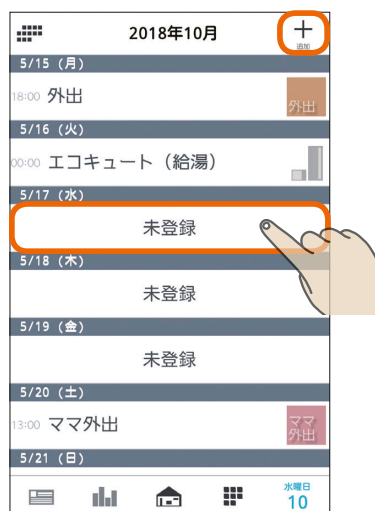 2018年10月
追加
5/15 (月)
18:00 外出
外出
5/16 (火)
00:00 エコキュート（給湯）
5/17 (水)
未登録
5/18 (木)
未登録
5/19 (金)
未登録
5/20 (土)
13:00 ママ外出
ママ
外出
5/21 (日)
水曜日
10